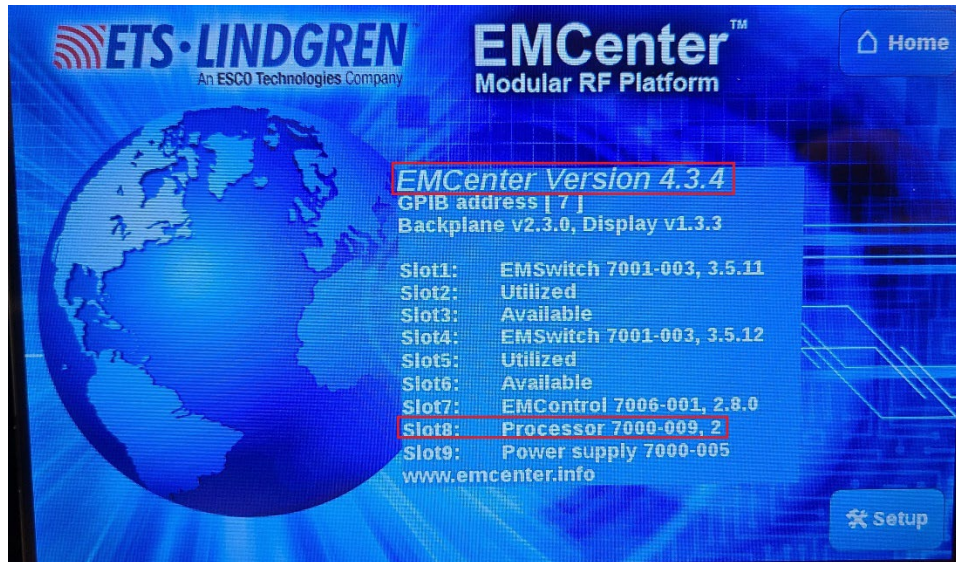 ETS·LINDGREN
An ESCO Technologies Company
EMCenter™
Modular RF Platform
Home
EMCenter Version 4.3.4
GPIB address [ 7 ]
Backplane v2.3.0, Display v1.3.3
Slot1: EMSwitch 7001-003, 3.5.11
Slot2: Utilized
Slot3: Available
Slot4: EMSwitch 7001-003, 3.5.12
Slot5: Utilized
Slot6: Available
Slot7: EMControl 7006-001, 2.8.0
Slot8: Processor 7000-009, 2
Slot9: Power supply 7000-005
www.emcenter.info
Setup